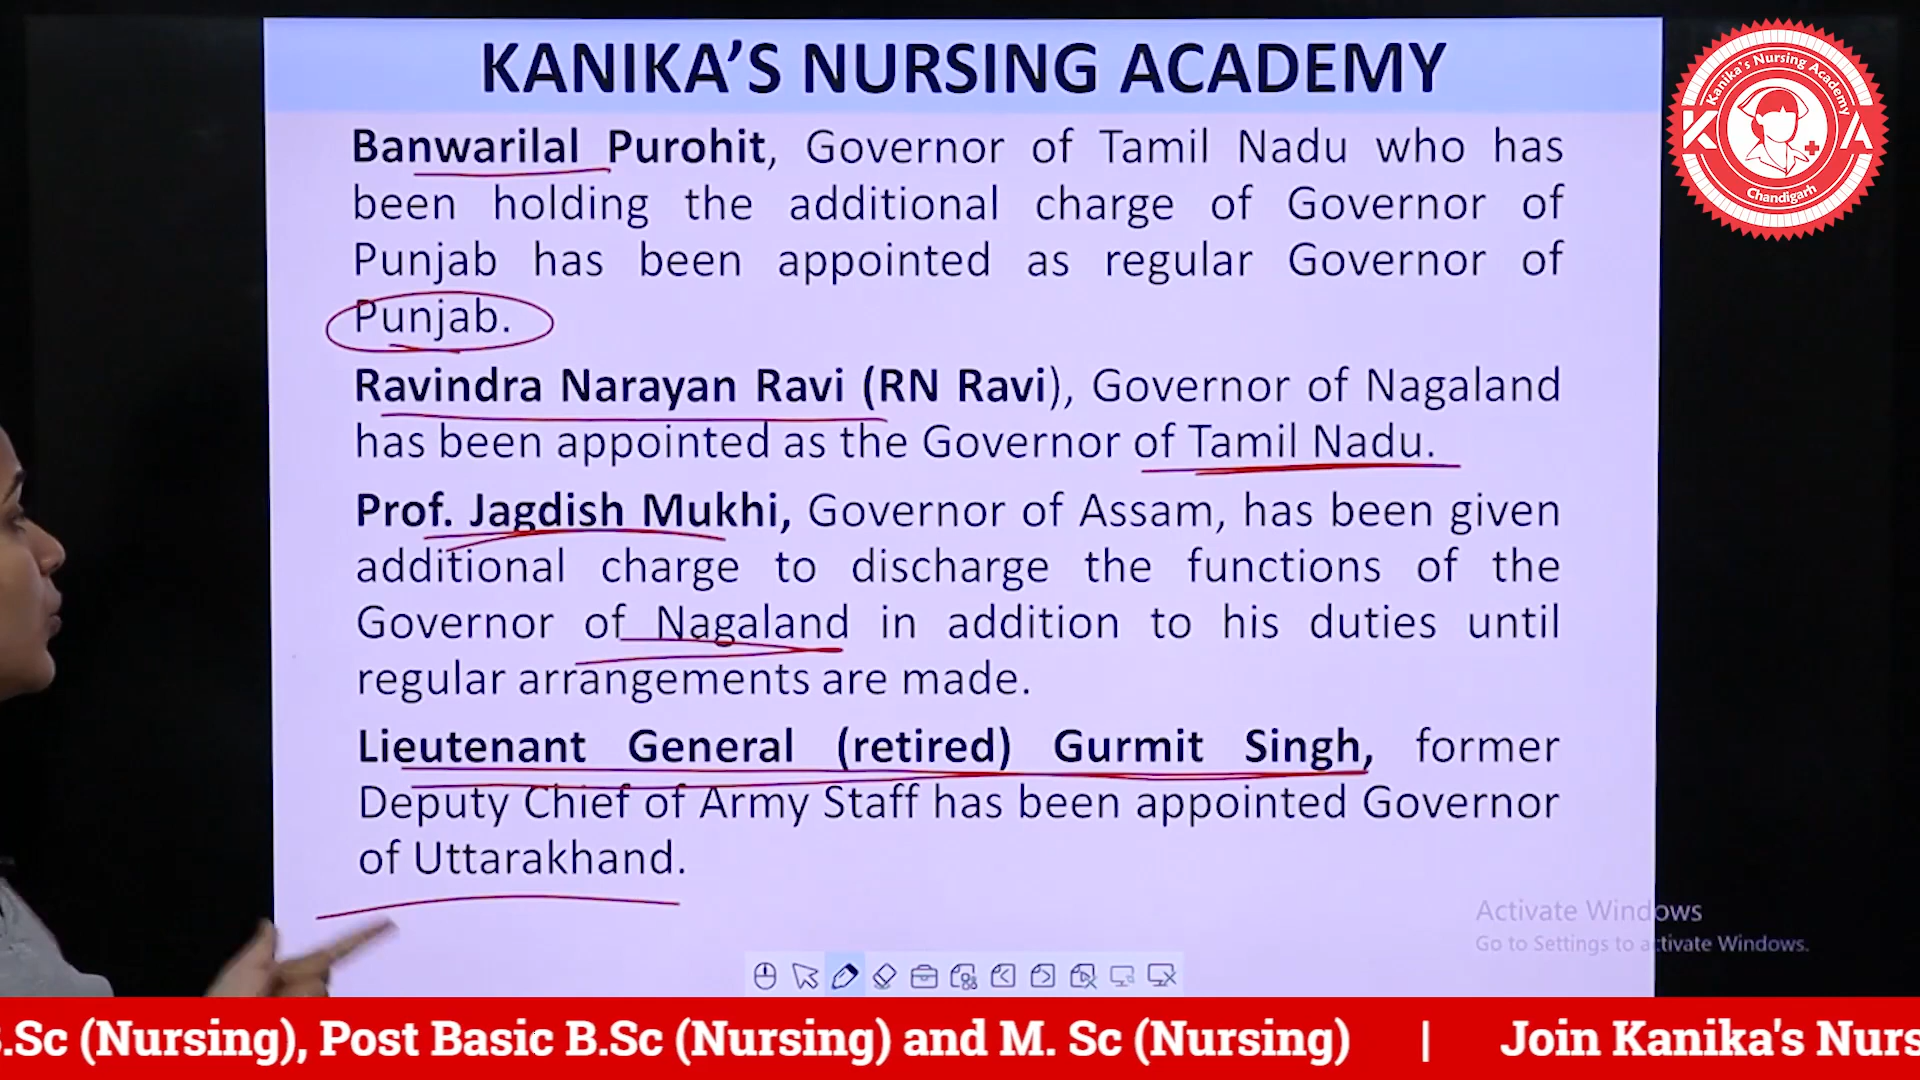 KANIKA'S NURSING ACADEMY
Banwarilal Purohit, Governor of Tamil Nadu who has
been holding the additional charge of Governor of
Punjab has been appointed as regular Governor of
Punjab.
Ravindra Narayan Ravi (RN Ravi), Governor of Nagaland
has been appointed as the Governor of Tamil Nadu.
Prof. Jagdish Mukhi, Governor of Assam, has been given
additional charge to discharge the functions of the
Governor of Nagaland in addition to his duties until
regular arrangements are made.
Lieutenant General (retired) Gurmit Singh, former
Deputy Chief of Army Staff has been appointed Governor
of Uttarakhand.
Kanika's Nursing Academy
K A
Chandigarh
Activate Windows
Go to Settings to activate Windows.
.Sc (Nursing), Post Basic B.Sc (Nursing) and M. Sc (Nursing) | Join Kanika's Nurs